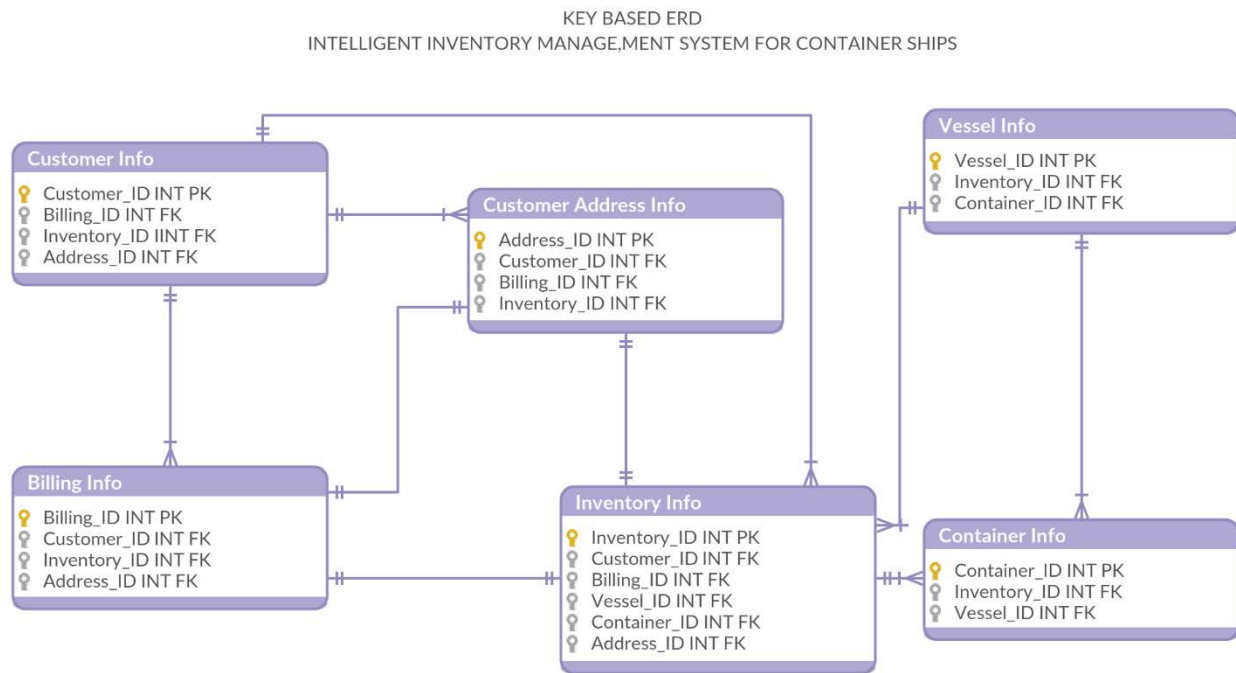 KEY BASED ERD
INTELLIGENT INVENTORY MANAGE,MENT SYSTEM FOR CONTAINER SHIPS
Customer Info
Customer_ID INT PK
Billing_ID INT FK
Inventory_ID IINT FK
Address_ID INT FK
Customer Address Info
Address_ID INT PK
Customer_ID INT FK
Billing_ID INT FK
Inventory_ID INT FK
Vessel Info
Vessel_ID INT PK
Inventory_ID INT FK
Container_ID INT FK
Billing Info
Billing_ID INT PK
Customer_ID INT FK
Inventory_ID INT FK
Address_ID INT FK
Inventory Info
Inventory_ID INT PK
Customer_ID INT FK
Billing_ID INT FK
Vessel_ID INT FK
Container_ID INT FK
Address_ID INT FK
Container Info
Container_ID INT PK
Inventory_ID INT FK
Vessel_ID INT FK